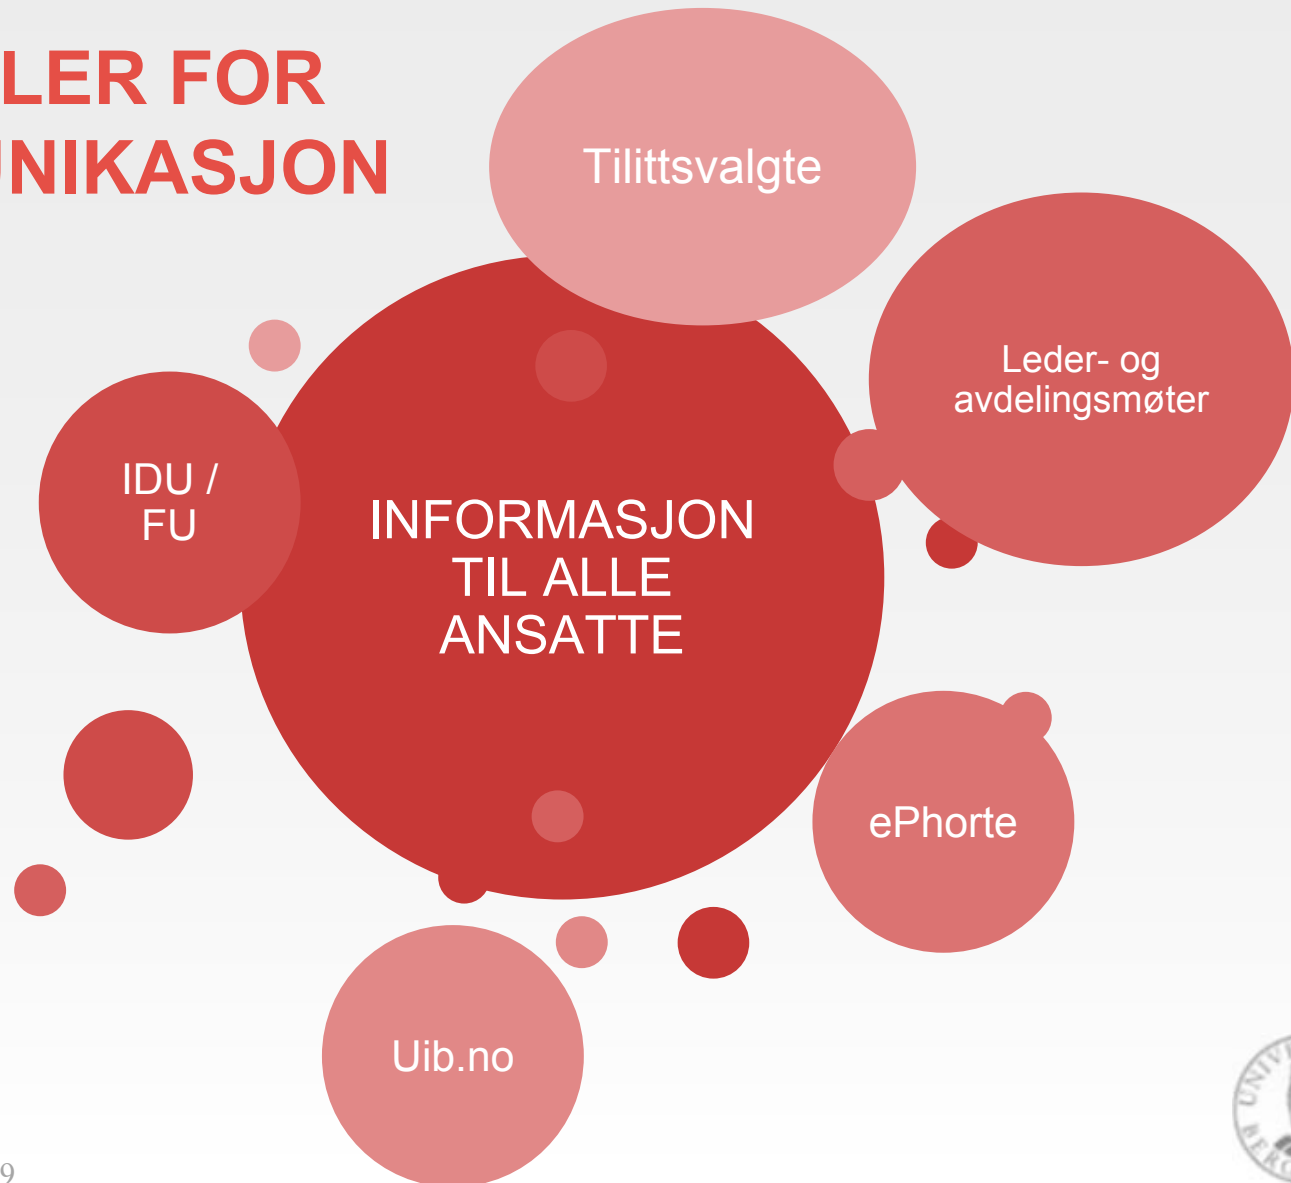 LER FOR
UNIKASJON
Tilittsvalgte
Leder- og
avdelingsmøter
IDU /
FU
INFORMASJON
TIL ALLE
ANSATTE
ePhorte
Uib.no
9